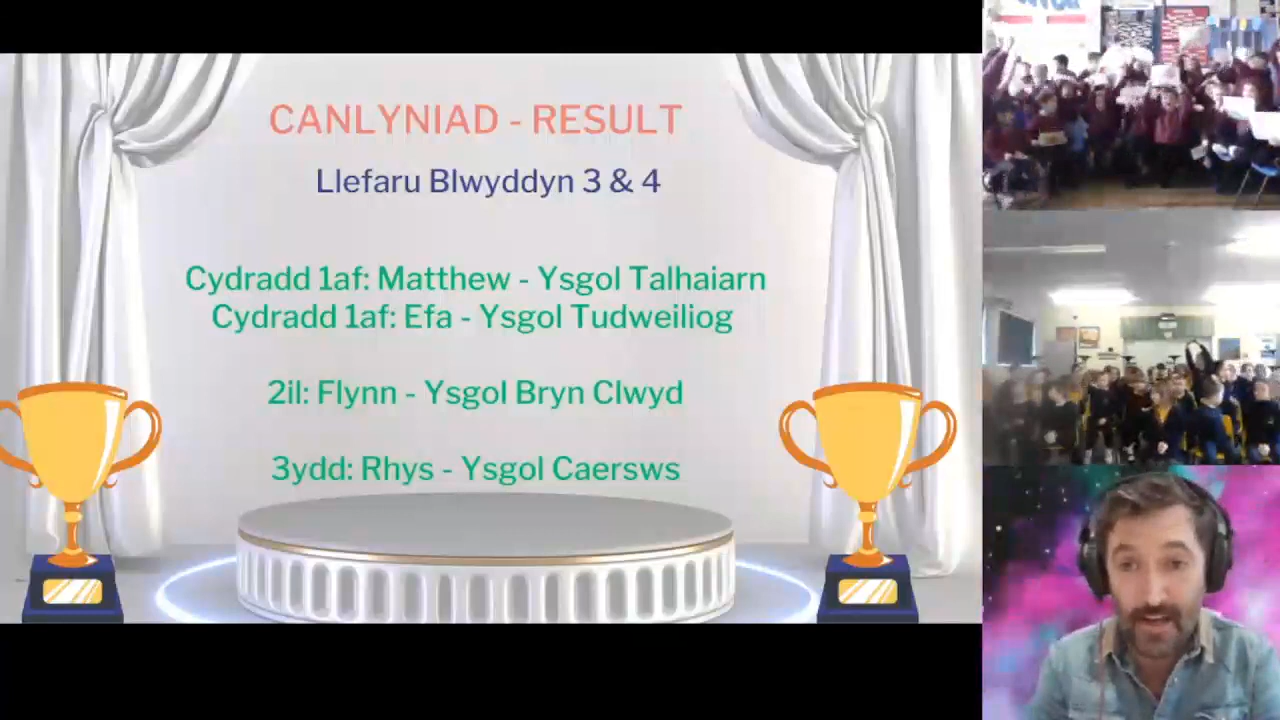 CANLYNIAD - RESULT
Llefaru Blwyddyn 3 & 4
Cydradd 1af: Matthew - Ysgol Talhaiarn
Cydradd 1af: Efa - Ysgol Tudweiliog
2il: Flynn - Ysgol Bryn Clwyd
3ydd: Rhys - Ysgol Caersws